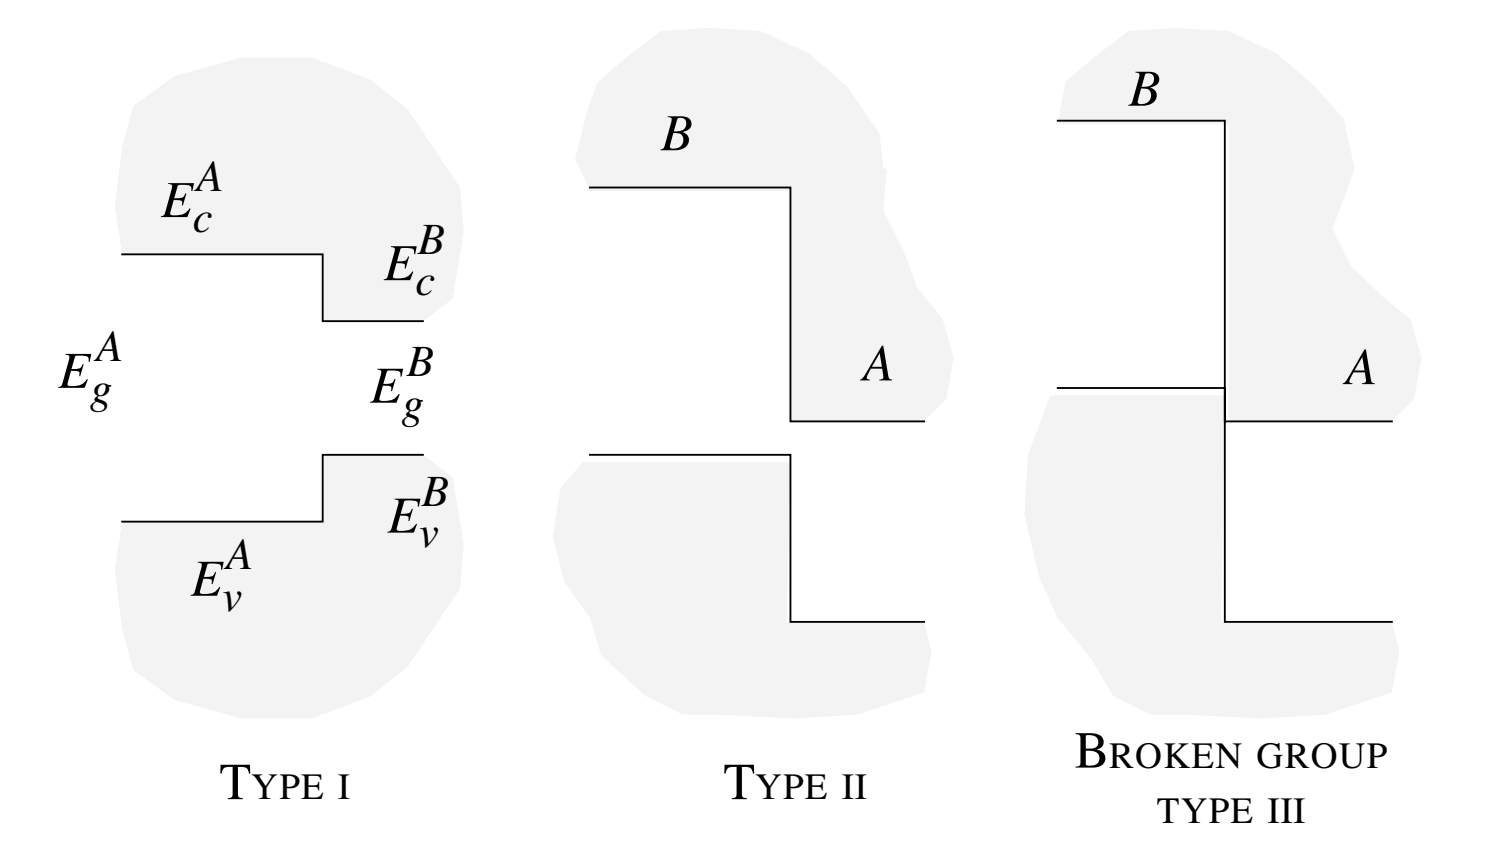 B
B
E_c^A
E_c^B
E_g^A
E_g^B
A
A
E_v^B
E_v^A
TYPE I
TYPE II
BROKEN GROUP
TYPE III